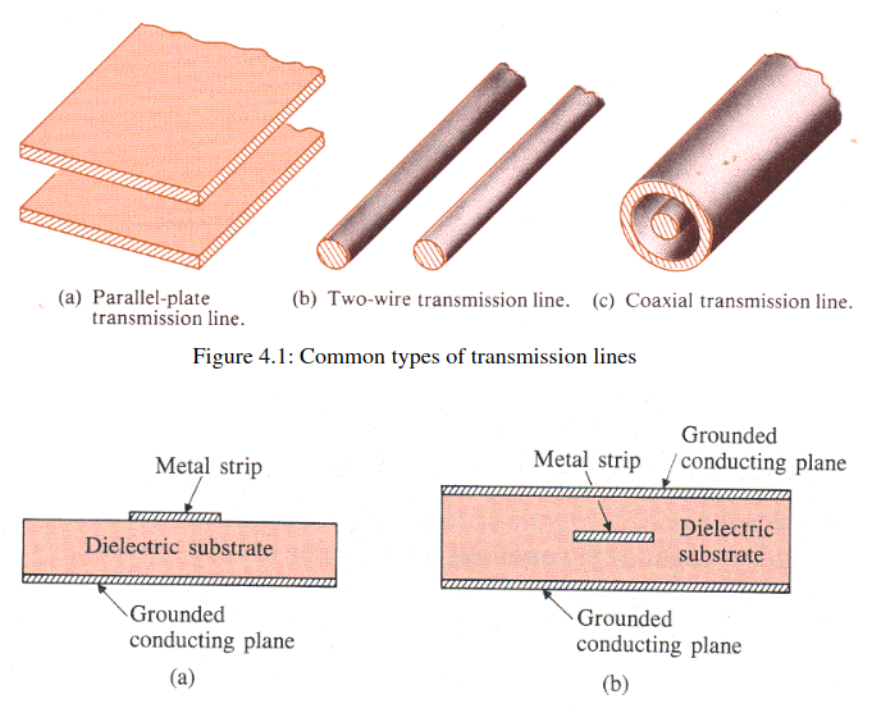 (a) Parallel-plate
transmission line.
(b) Two-wire transmission line.
(c) Coaxial transmission line.
Figure 4.1: Common types of transmission lines
Metal strip
Dielectric substrate
Grounded
conducting plane
(a)
Grounded
conducting plane
Metal strip
Dielectric
substrate
Grounded
conducting plane
(b)